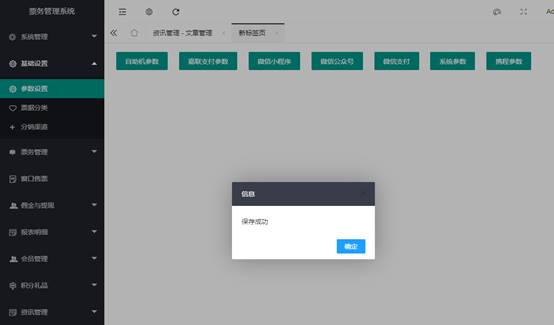 票务管理系统
Ad
资讯管理 - 文章管理
新标签页
系统管理
基础设置
参数设置
票据分类
分销渠道
票务管理
窗口售票
佣金与提现
报表明细
会员管理
积分礼品
资讯管理
自助机参数
嘉联支付参数
微信小程序
微信公众号
微信支付
系统参数
携程参数
信息
保存成功
确定